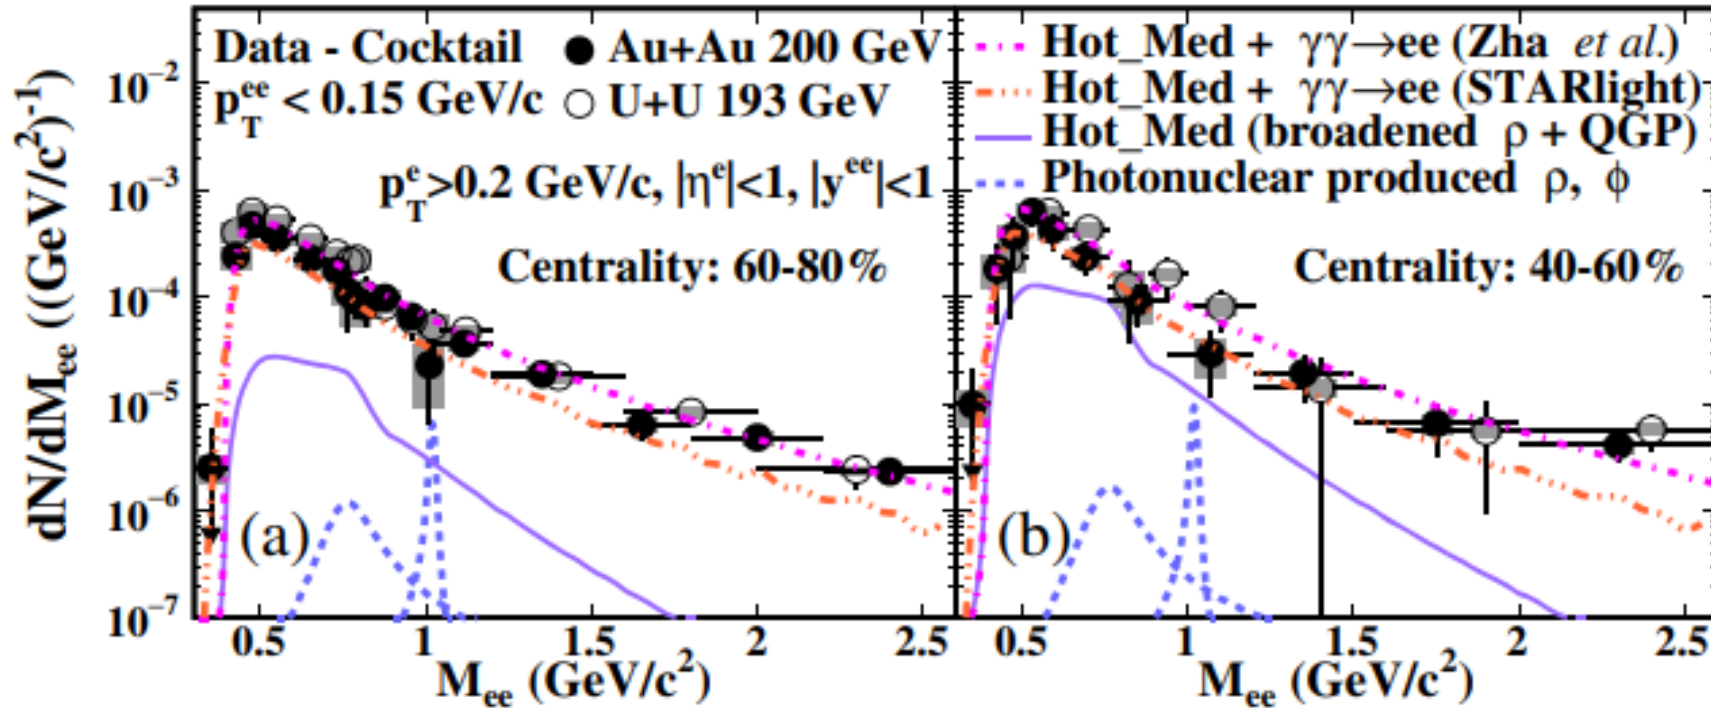 dN/dM_ee ((GeV/c²)⁻¹)
10⁻²
10⁻³
10⁻⁴
10⁻⁵
10⁻⁶
10⁻⁷
Data - Cocktail
● Au+Au 200 GeV
p_T^ee < 0.15 GeV/c
○ U+U 193 GeV
p_T^e>0.2 GeV/c, |η^e|<1, |y^ee|<1
Centrality: 60-80%
(a)
0.5 1 1.5 2 2.5
M_ee (GeV/c²)
Hot_Med + γγ→ee (Zha et al.)
Hot_Med + γγ→ee (STARlight)
Hot_Med (broadened ρ + QGP)
Photonuclear produced ρ, ϕ
Centrality: 40-60%
(b)
0.5 1 1.5 2 2.5
M_ee (GeV/c²)